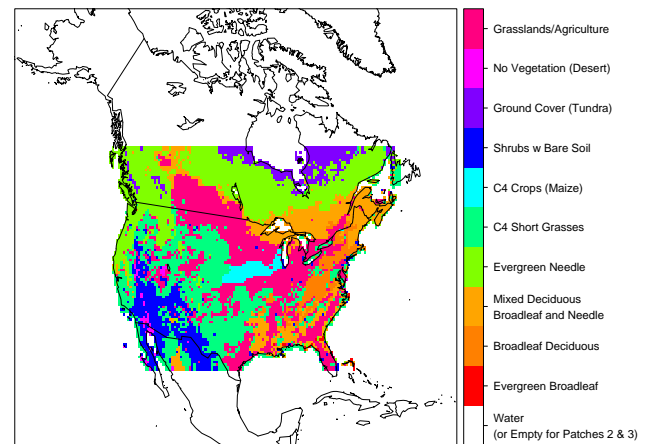 Grasslands/Agriculture
No Vegetation (Desert)
Ground Cover (Tundra)
Shrubs w Bare Soil
C4 Crops (Maize)
C4 Short Grasses
Evergreen Needle
Mixed Deciduous
Broadleaf and Needle
Broadleaf Deciduous
Evergreen Broadleaf
Water
(or Empty for Patches 2 & 3)